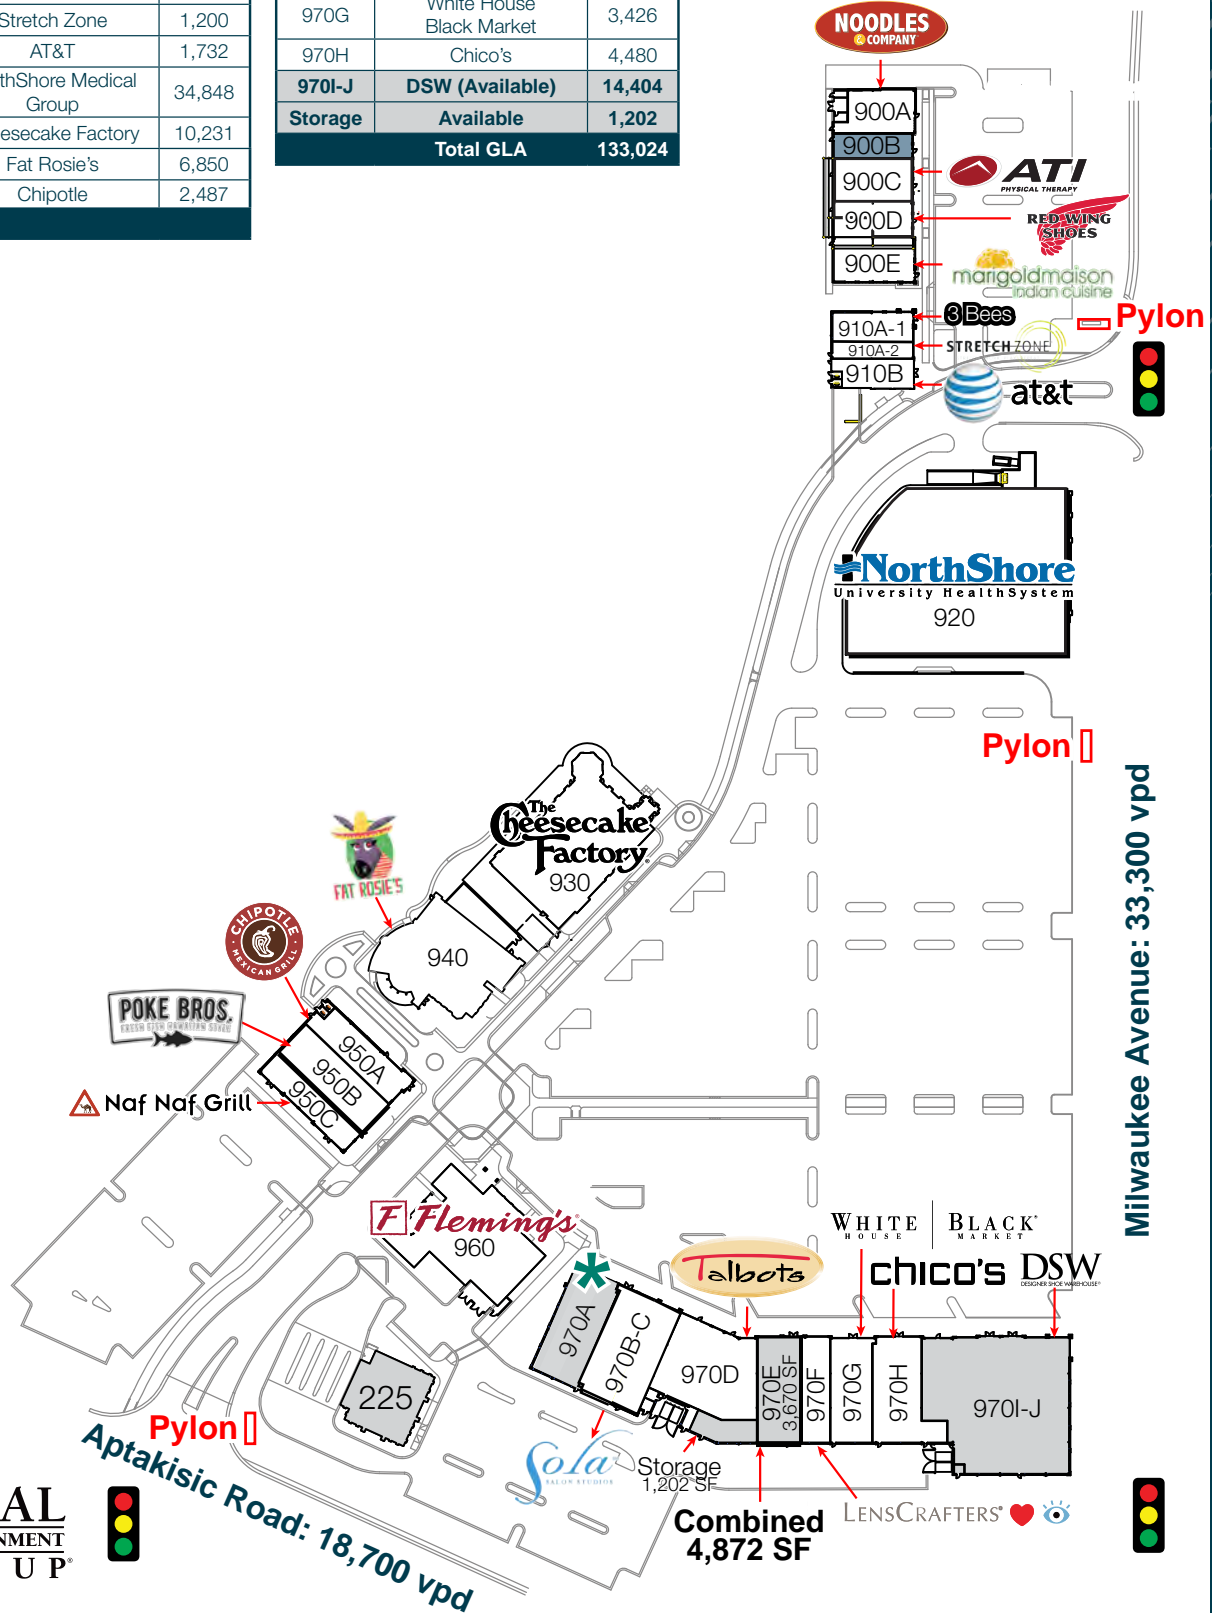 Stretch Zone 1,200
AT&T 1,732
thShore Medical
Group 34,848
esecake Factory 10,231
Fat Rosie's 6,850
Chipotle 2,487
970G White House
Black Market 3,426
970H Chico's 4,480
970I-J DSW (Available) 14,404
Storage Available 1,202
Total GLA 133,024
NOODLES
& COMPANY
900A
900B
900C
ATI
PHYSICAL THERAPY
900D
RED WING
SHOES
900E
marigoldmaison
indian cuisine
3 Bees
Pylon
910A-1
STRETCH ZONE
910A-2
910B
at&t
NorthShore
University HealthSystem
920
Pylon
Milwaukee Avenue: 33,300 vpd
The
Cheesecake
Factory
930
FAT ROSIE'S
940
CHIPOTLE
MEXICAN GRILL
POKE BROS.
FRESH FISH HAWAIIAN STYLE
950A
950B
950C
Naf Naf Grill
F Fleming's
960
WHITE BLACK
HOUSE MARKET
Talbots
chico's
DSW
DESIGNER SHOE WAREHOUSE
*
970A
970B-C
970D
970E
3,670 SF
970F
970G
970H
970I-J
225
Pylon
Aptakisic Road: 18,700 vpd
Sola
SALON STUDIOS
Storage
1,202 SF
LENSCRAFTERS
Combined
4,872 SF
AL
NMENT
UP